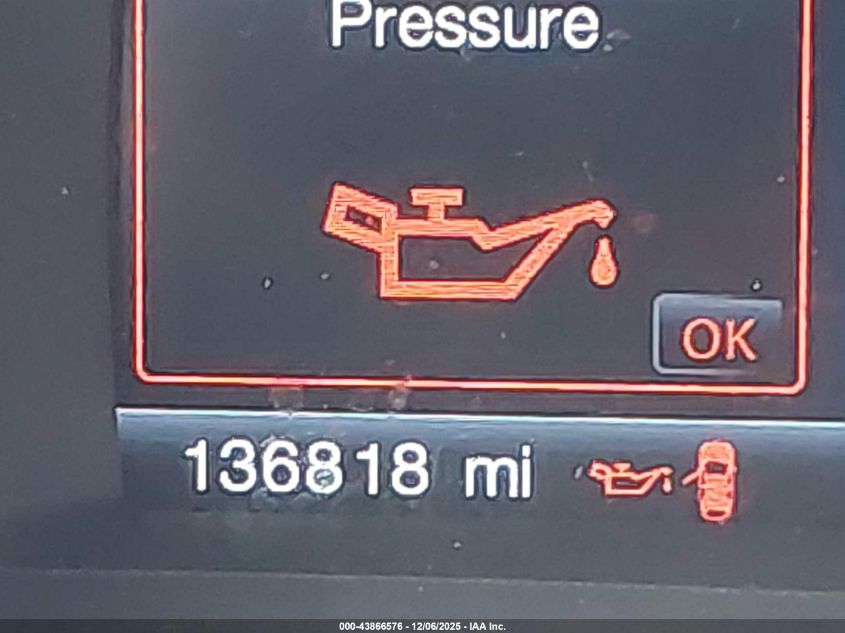 Pressure
OK
136818 mi
000-43866576 - 12/06/2025 - IAA Inc.